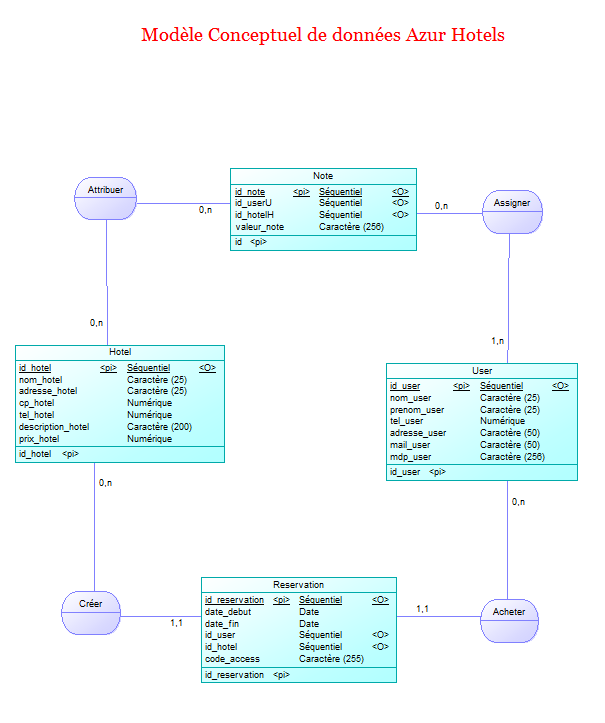 Modèle Conceptuel de données Azur Hotels
Note
id_note <pi> Séquentiel <O>
id_userU Séquentiel <O>
id_hotelH Séquentiel <O>
valeur_note Caractère (256)
id <pi>
Attribuer
0,n
0,n
Assigner
0,n
1,n
Hotel
id_hotel <pi> Séquentiel <O>
nom_hotel Caractère (25)
adresse_hotel Caractère (25)
cp_hotel Numérique
tel_hotel Numérique
description_hotel Caractère (200)
prix_hotel Numérique
id_hotel <pi>
User
id_user <pi> Séquentiel <O>
nom_user Caractère (25)
prenom_user Caractère (25)
tel_user Numérique
adresse_user Caractère (50)
mail_user Caractère (50)
mdp_user Caractère (256)
id_user <pi>
0,n
0,n
Créer
1,1
Reservation
id_reservation <pi> Séquentiel <O>
date_debut Date
date_fin Date
id_user Séquentiel <O>
id_hotel Séquentiel <O>
code_access Caractère (255)
id_reservation <pi>
1,1
Acheter